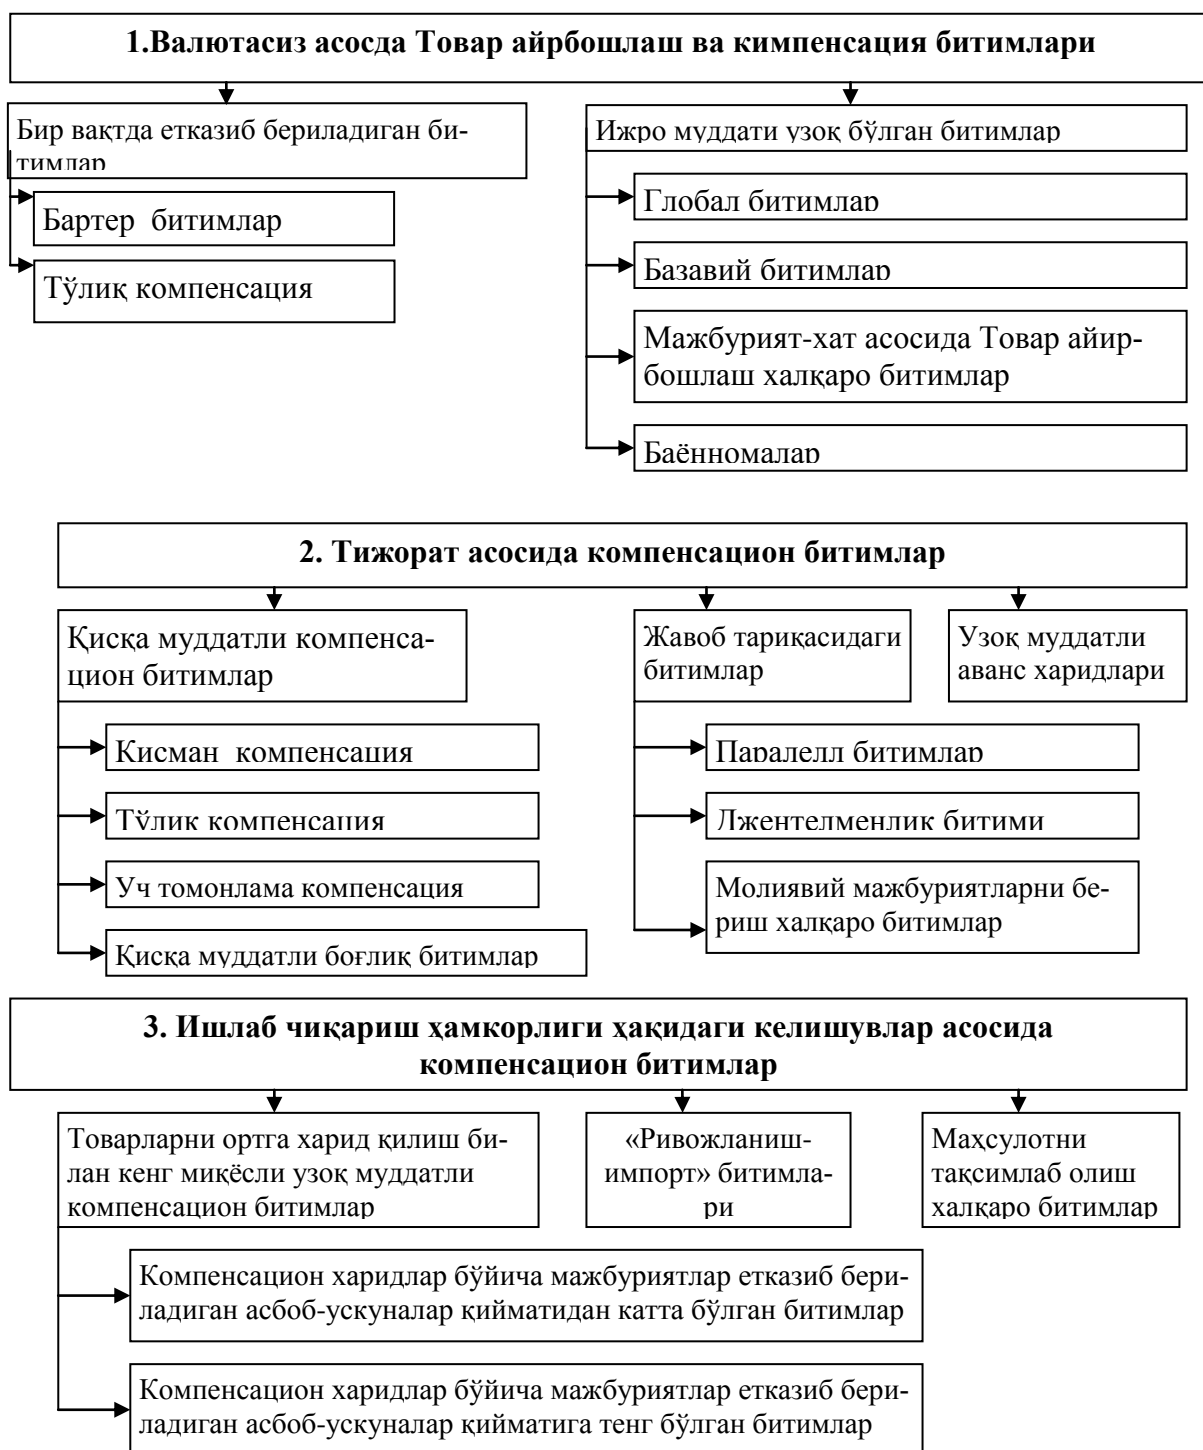 1.Валютасиз асосда Товар айрбошлаш ва кимпенсация битимлари
Бир вақтда етказиб бериладиган би-
тимлар
Бартер битимлар
Тўлиқ компенсация
Ижро муддати узоқ бўлган битимлар
Глобал битимлар
Базавий битимлар
Мажбурият-хат асосида Товар айир-
бошлаш халқаро битимлар
Баённомалар
2. Тижорат асосида компенсацион битимлар
Қисқа муддатли компенса-
цион битимлар
Кисман компенсация
Тўлиқ компенсация
Уч томонлама компенсация
Қисқа муддатли боғлиқ битимлар
Жавоб тариқасидаги
битимлар
Паралелл битимлар
Лжентелменлик битими
Молиявий мажбуриятларни бе-
риш халқаро битимлар
Узоқ муддатли
аванс харидлари
3. Ишлаб чиқариш ҳамкорлиги ҳақидаги келишувлар асосида
компенсацион битимлар
Товарларни ортга харид қилиш би-
лан кенг миқёсли узоқ муддатли
компенсацион битимлар
«Ривожланиш-
импорт» битимла-
ри
Маҳсулотни
тақсимлаб олиш
халқаро битимлар
Компенсацион харидлар бўйича мажбуриятлар етказиб бери-
ладиган асбоб-ускуналар қийматидан катта бўлган битимлар
Компенсацион харидлар бўйича мажбуриятлар етказиб бери-
ладиган асбоб-ускуналар қийматига тенг бўлган битимлар